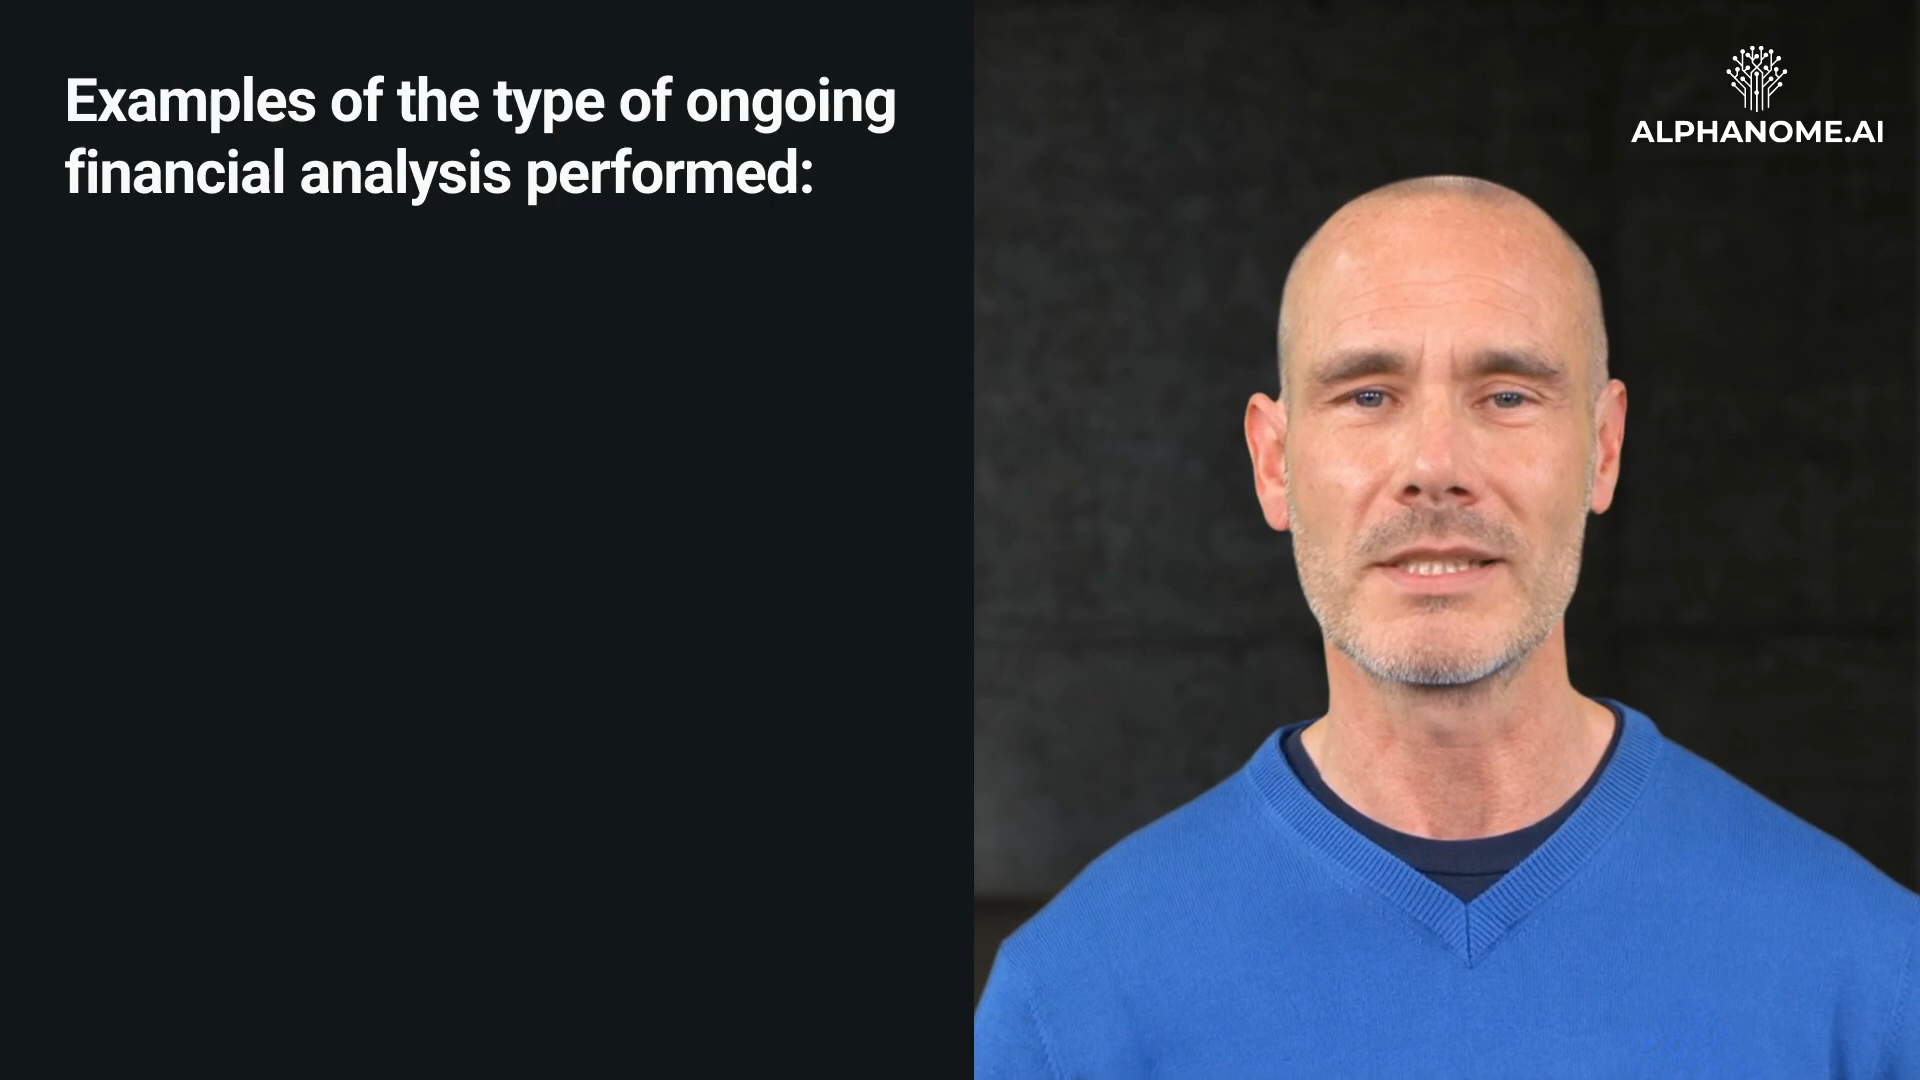 Examples of the type of ongoing
financial analysis performed:
ALPHANOME.AI